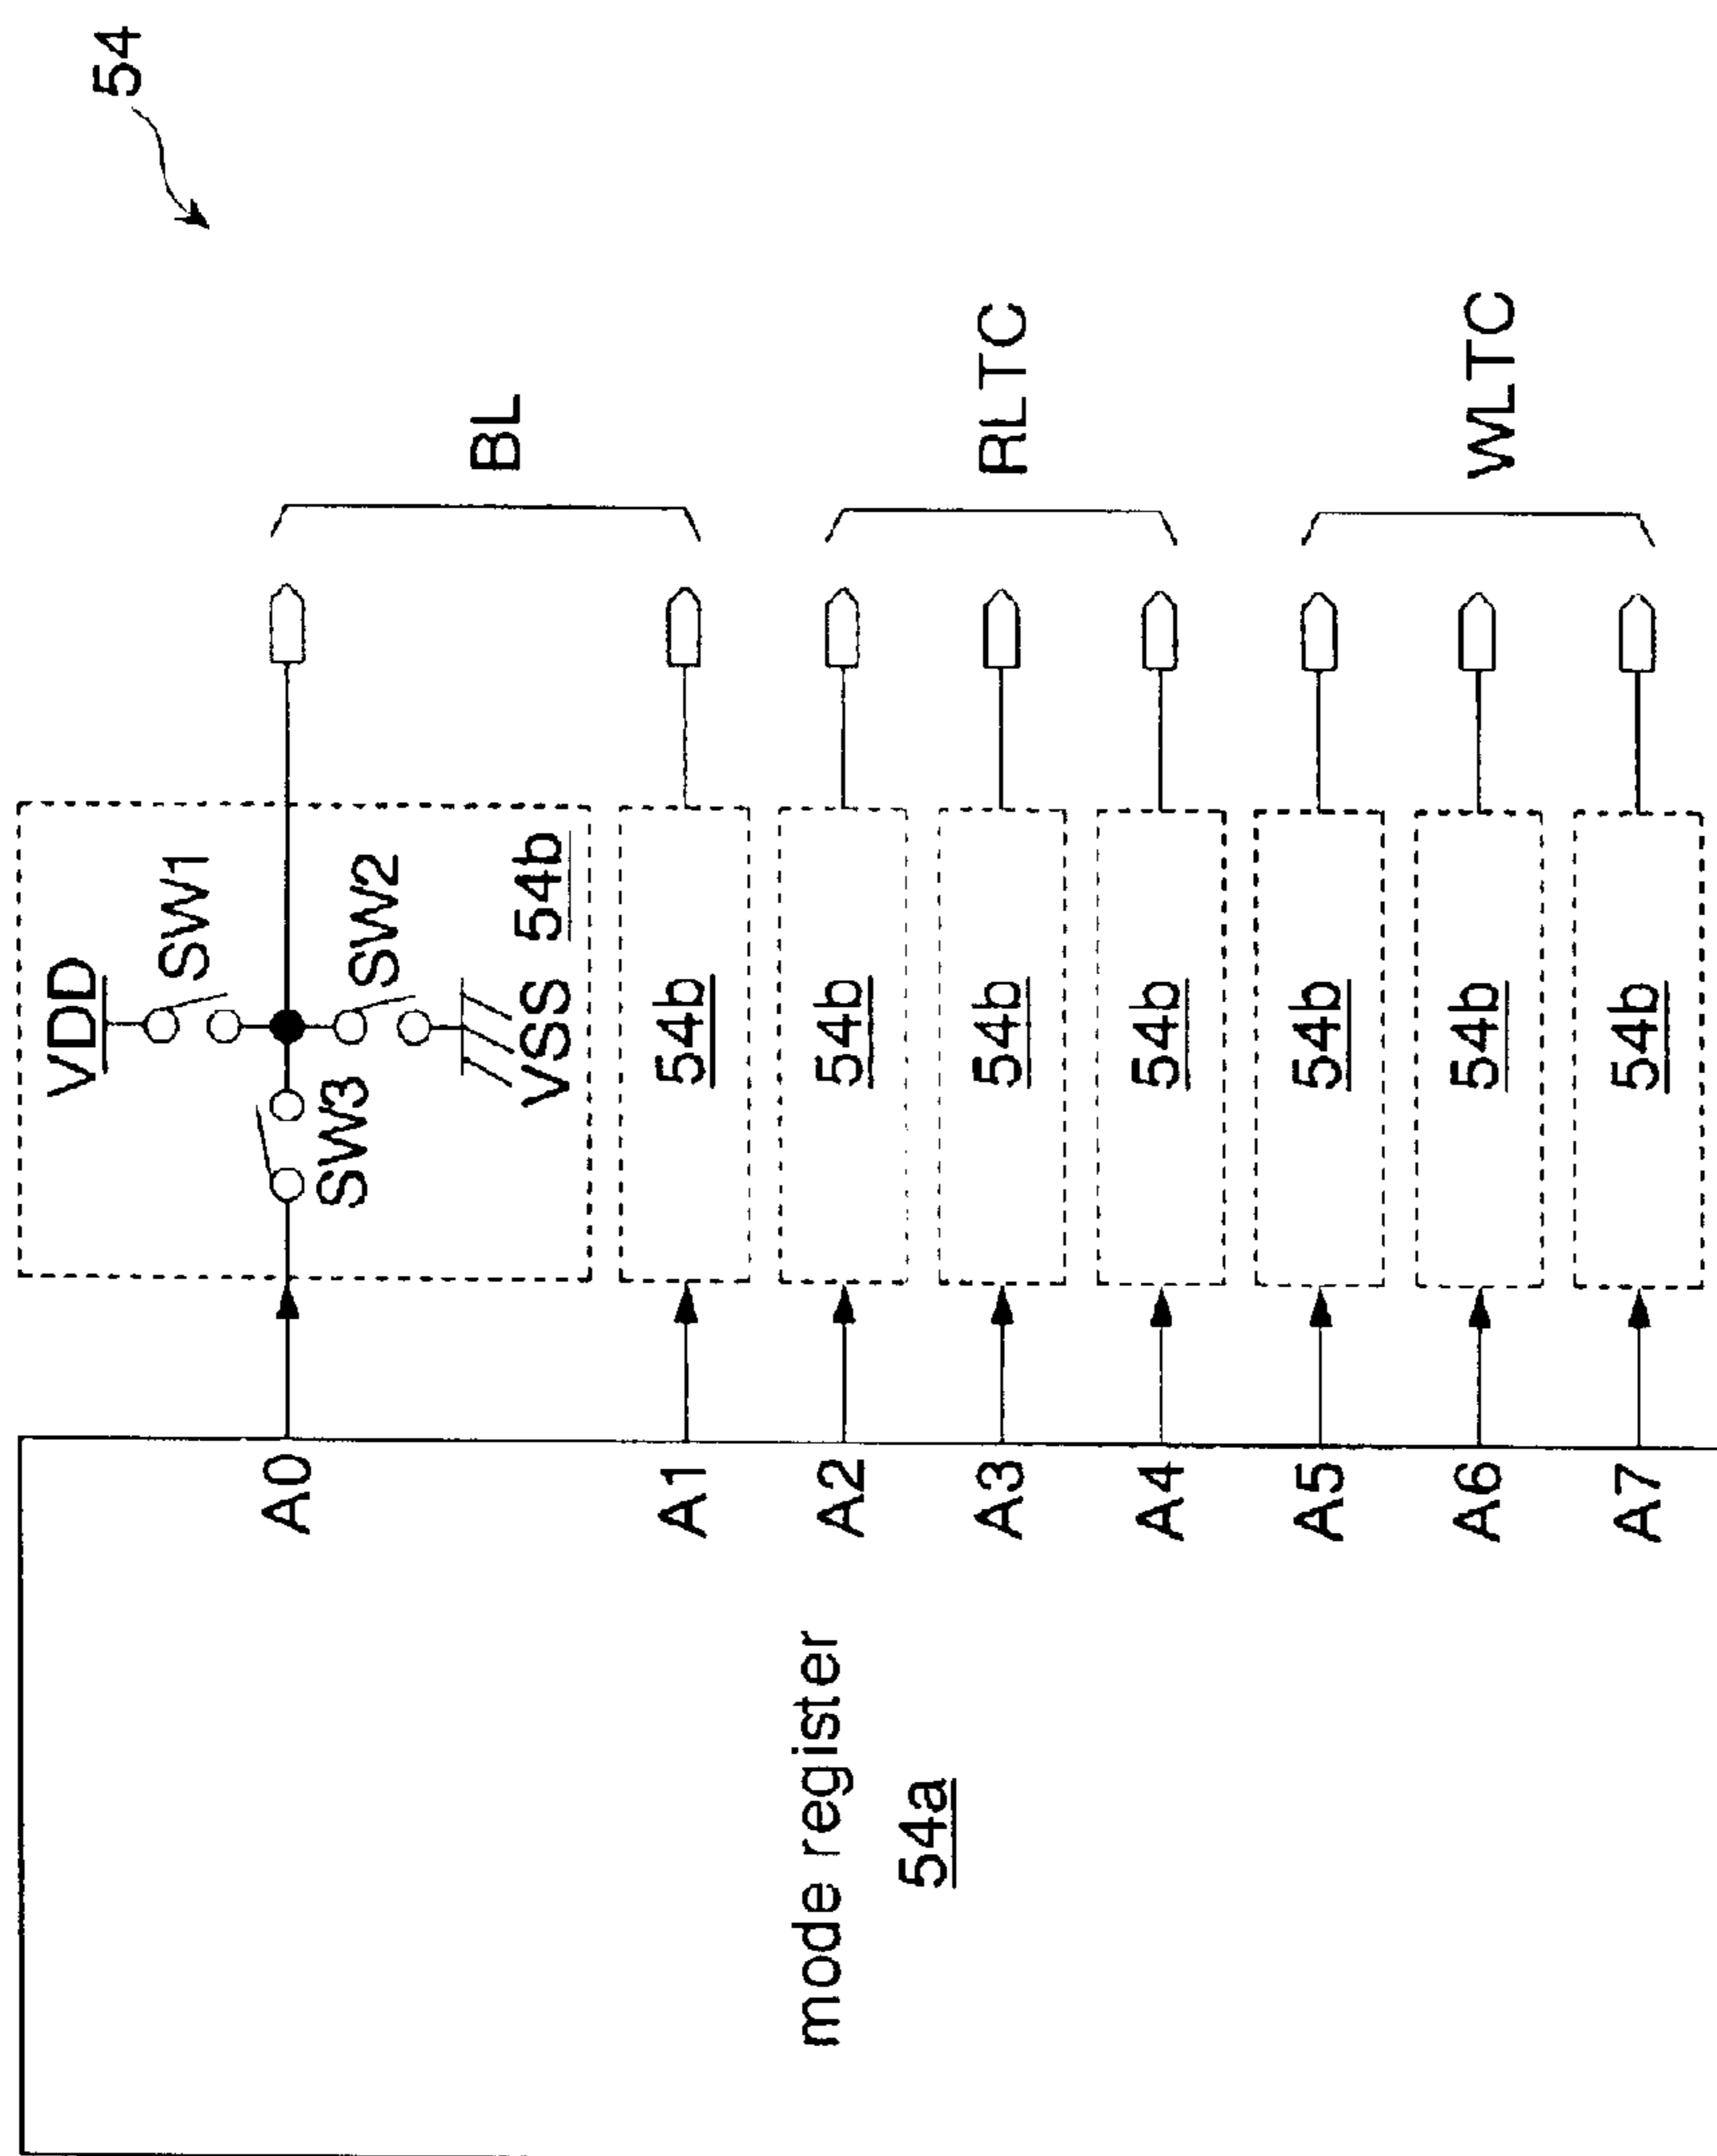 54
VDD
SW1
SW3
SW2
VSS
54b
A0
BL
A1
54b
A2
54b
A3
54b
RLTC
A4
54b
A5
54b
A6
54b
WLTC
A7
54b
mode register
54a